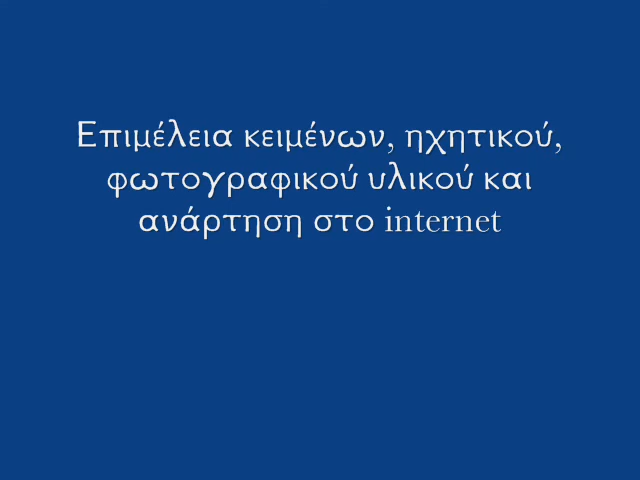 Επιμέλεια κειμένων, ηχητικού,
φωτογραφικού υλικού και
ανάρτηση στο internet